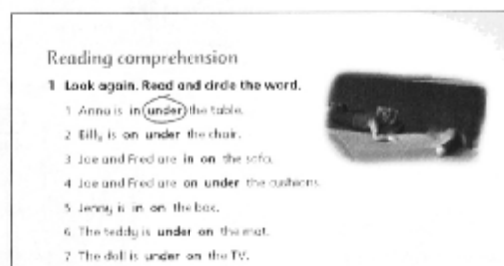 Reading comprehension
1 Look again. Read and circle the word.
1 Anna is in under the table.
2 Billy is on under the chair.
3 Joe and Fred are in on the sofa.
4 Joe and Fred are on under the cushions.
5 Jenny is in on the box.
6 The teddy is under on the mat.
7 The doll is under on the TV.